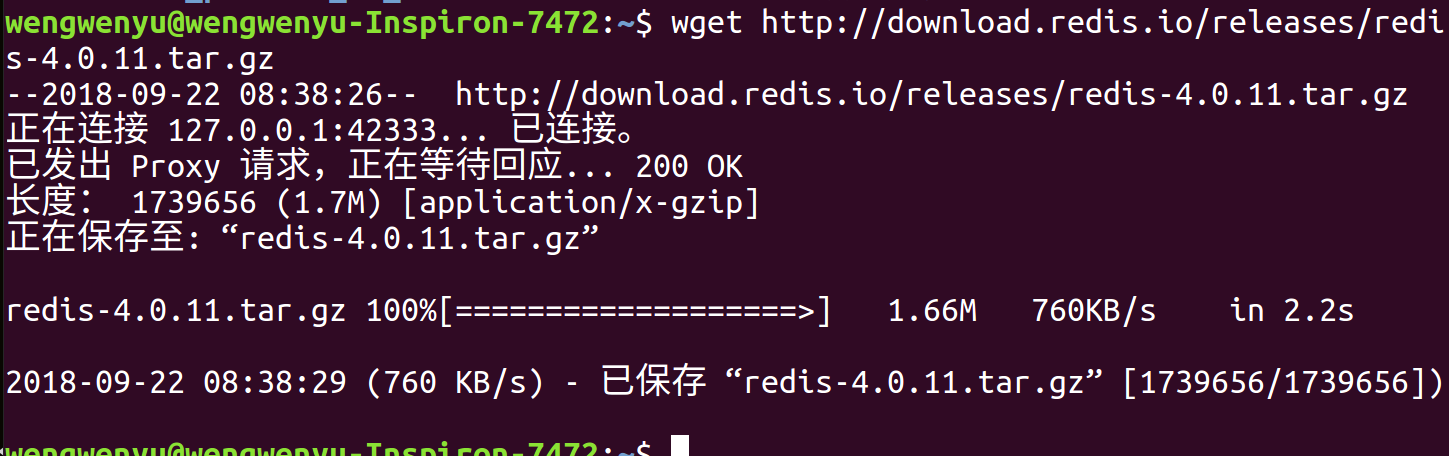 wengwenyu@wengwenyu-Inspiron-7472:~$ wget http://download.redis.io/releases/redi
s-4.0.11.tar.gz
--2018-09-22 08:38:26--  http://download.redis.io/releases/redis-4.0.11.tar.gz
正在连接 127.0.0.1:42333... 已连接。
已发出 Proxy 请求，正在等待回应... 200 OK
长度： 1739656 (1.7M) [application/x-gzip]
正在保存至: “redis-4.0.11.tar.gz”
redis-4.0.11.tar.gz 100%[===================>]   1.66M   760KB/s    in 2.2s
2018-09-22 08:38:29 (760 KB/s) - 已保存 “redis-4.0.11.tar.gz” [1739656/1739656])
wengwenyu@wengwenyu-Inspiron-7472:~$